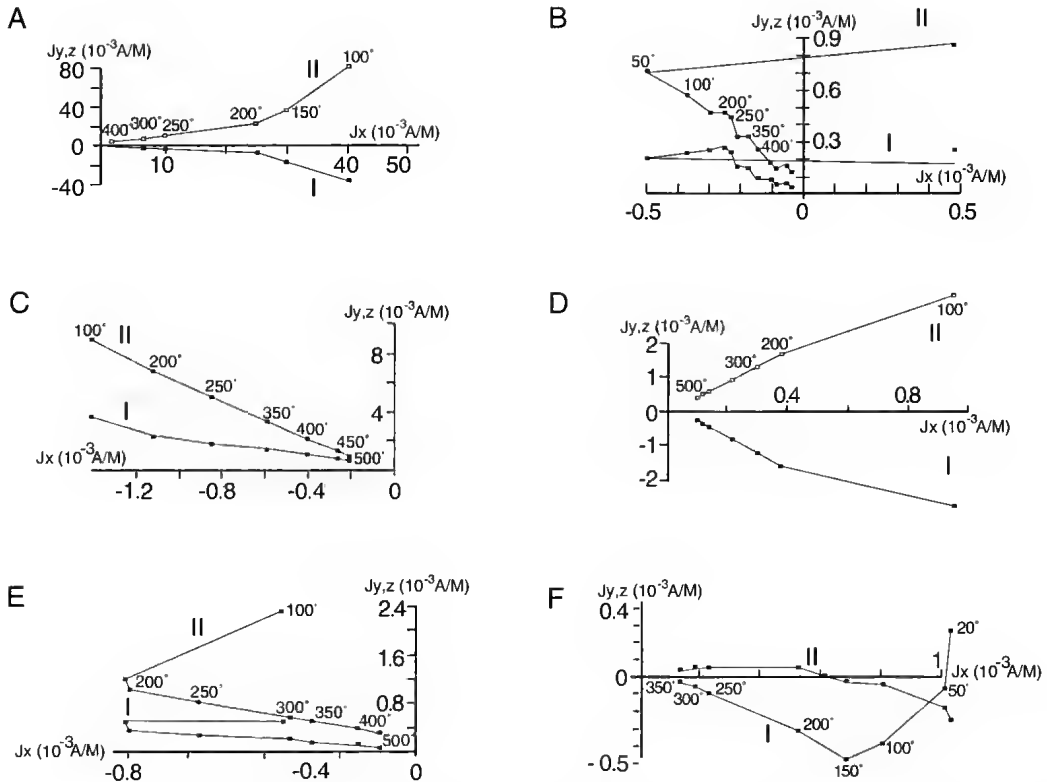 A
Jy,z (10⁻³A/M)
80
40
0
-40
II
100°
150'
200°
250°
300°
400°
Jx (10⁻³A/M)
10
30
40
50
I
B
Jy,z (10⁻³A/M)
II
0.9
0.6
0.3
50°
100'
200°
250°
350°
400'
I
Jx (10⁻³A/M)
-0.5
0
0.5
C
Jy,z (10⁻³A/M)
100°
II
200°
250'
350°
400'
450°
500'
8
4
I
Jx (10⁻³A/M)
-1.2
-0.8
-0.4
0
D
Jy,z (10⁻³A/M)
2
1
0
-1
-2
100°
II
200°
300°
500°
0.4
0.8
Jx (10⁻³A/M)
I
E
Jy,z (10⁻³A/M)
2.4
1.6
0.8
0
100'
II
200°
250'
300°
350°
400°
500°
I
Jx (10⁻³A/M)
-0.8
-0.4
0
F
Jy,z (10⁻³A/M)
0.4
0
-0.5
20°
II
1
Jx (10⁻³A/M)
50'
350°
300°
250°
200°
I
100°
150°